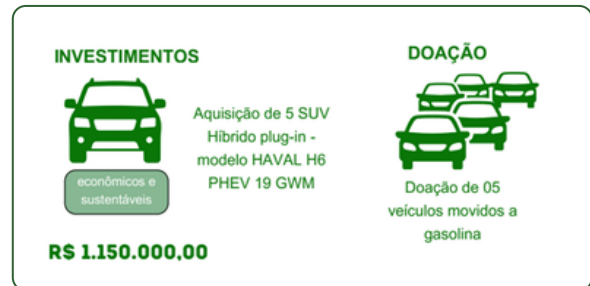 INVESTIMENTOS
econômicos e
sustentáveis
Aquisição de 5 SUV
Híbrido plug-in -
modelo HAVAL H6
PHEV 19 GWM
R$ 1.150.000,00
DOAÇÃO
Doação de 05
veículos movidos a
gasolina